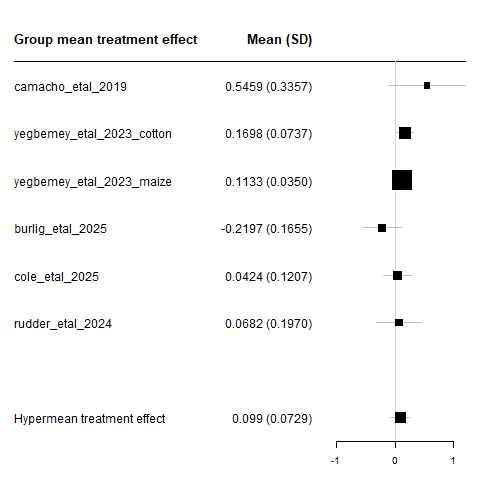 Group mean treatment effect Mean (SD)
camacho_etal_2019 0.5459 (0.3357)
yegbemey_etal_2023_cotton 0.1698 (0.0737)
yegbemey_etal_2023_maize 0.1133 (0.0350)
burlig_etal_2025 -0.2197 (0.1655)
cole_etal_2025 0.0424 (0.1207)
rudder_etal_2024 0.0682 (0.1970)
Hypermean treatment effect 0.099 (0.0729)
-1 0 1